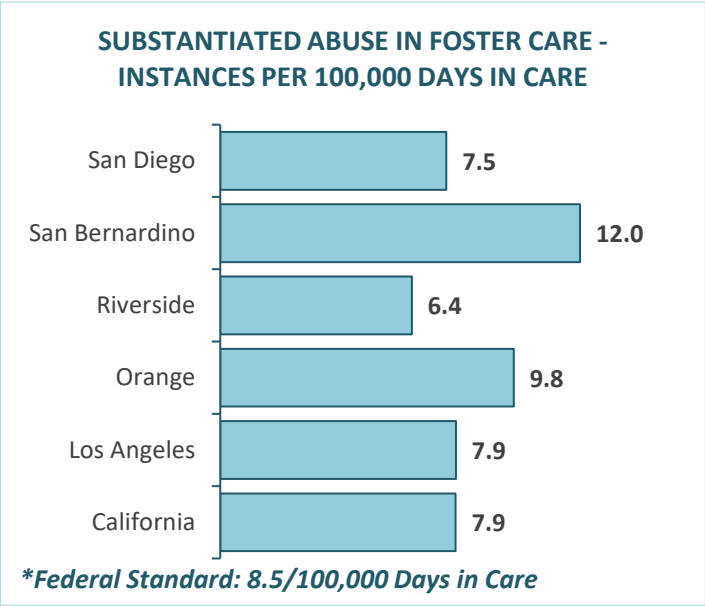 SUBSTANTIATED ABUSE IN FOSTER CARE -
INSTANCES PER 100,000 DAYS IN CARE
San Diego 7.5
San Bernardino 12.0
Riverside 6.4
Orange 9.8
Los Angeles 7.9
California 7.9
*Federal Standard: 8.5/100,000 Days in Care